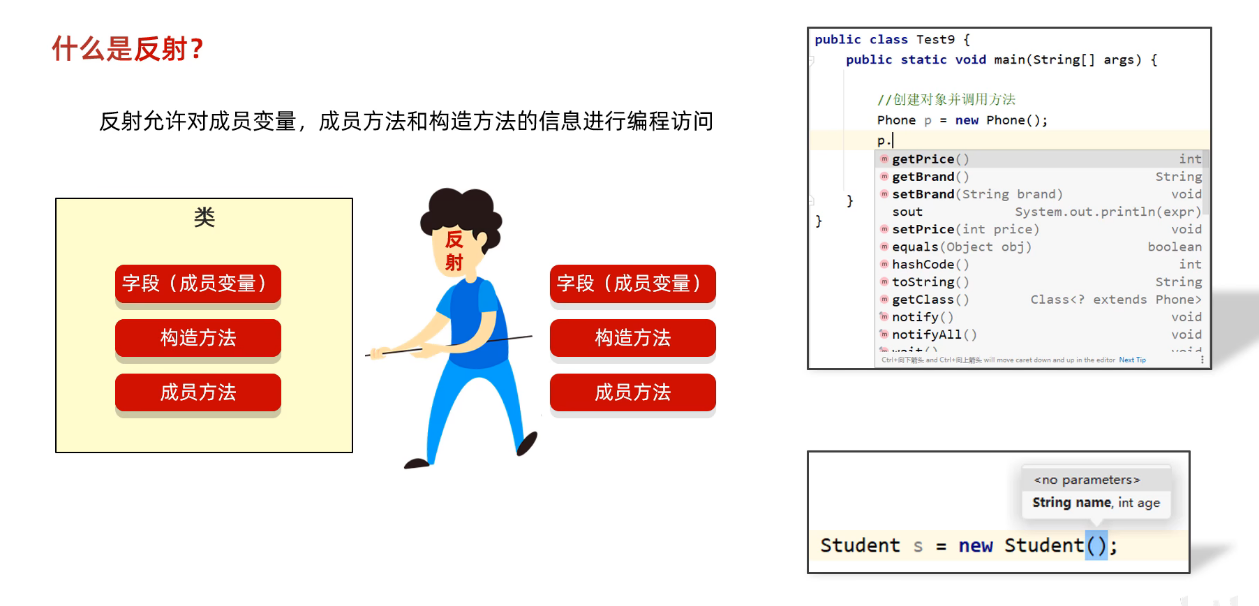 什么是反射？
反射允许对成员变量，成员方法和构造方法的信息进行编程访问
类
字段（成员变量）
构造方法
成员方法
反
射
字段（成员变量）
构造方法
成员方法
public class Test9 {
public static void main(String[] args) {
//创建对象并调用方法
Phone p = new Phone();
p.
getPrice() int
getBrand() String
setBrand(String brand) void
sout System.out.println(expr)
setPrice(int price) void
equals(Object obj) boolean
hashCode() int
toString() String
getClass() Class<? extends Phone>
notify() void
notifyAll() void
wait() void
Ctrl+向下箭头 and Ctrl+向上箭头 will move caret down and up in the editor Next Tip
}
}
<no parameters>
String name, int age
Student s = new Student();